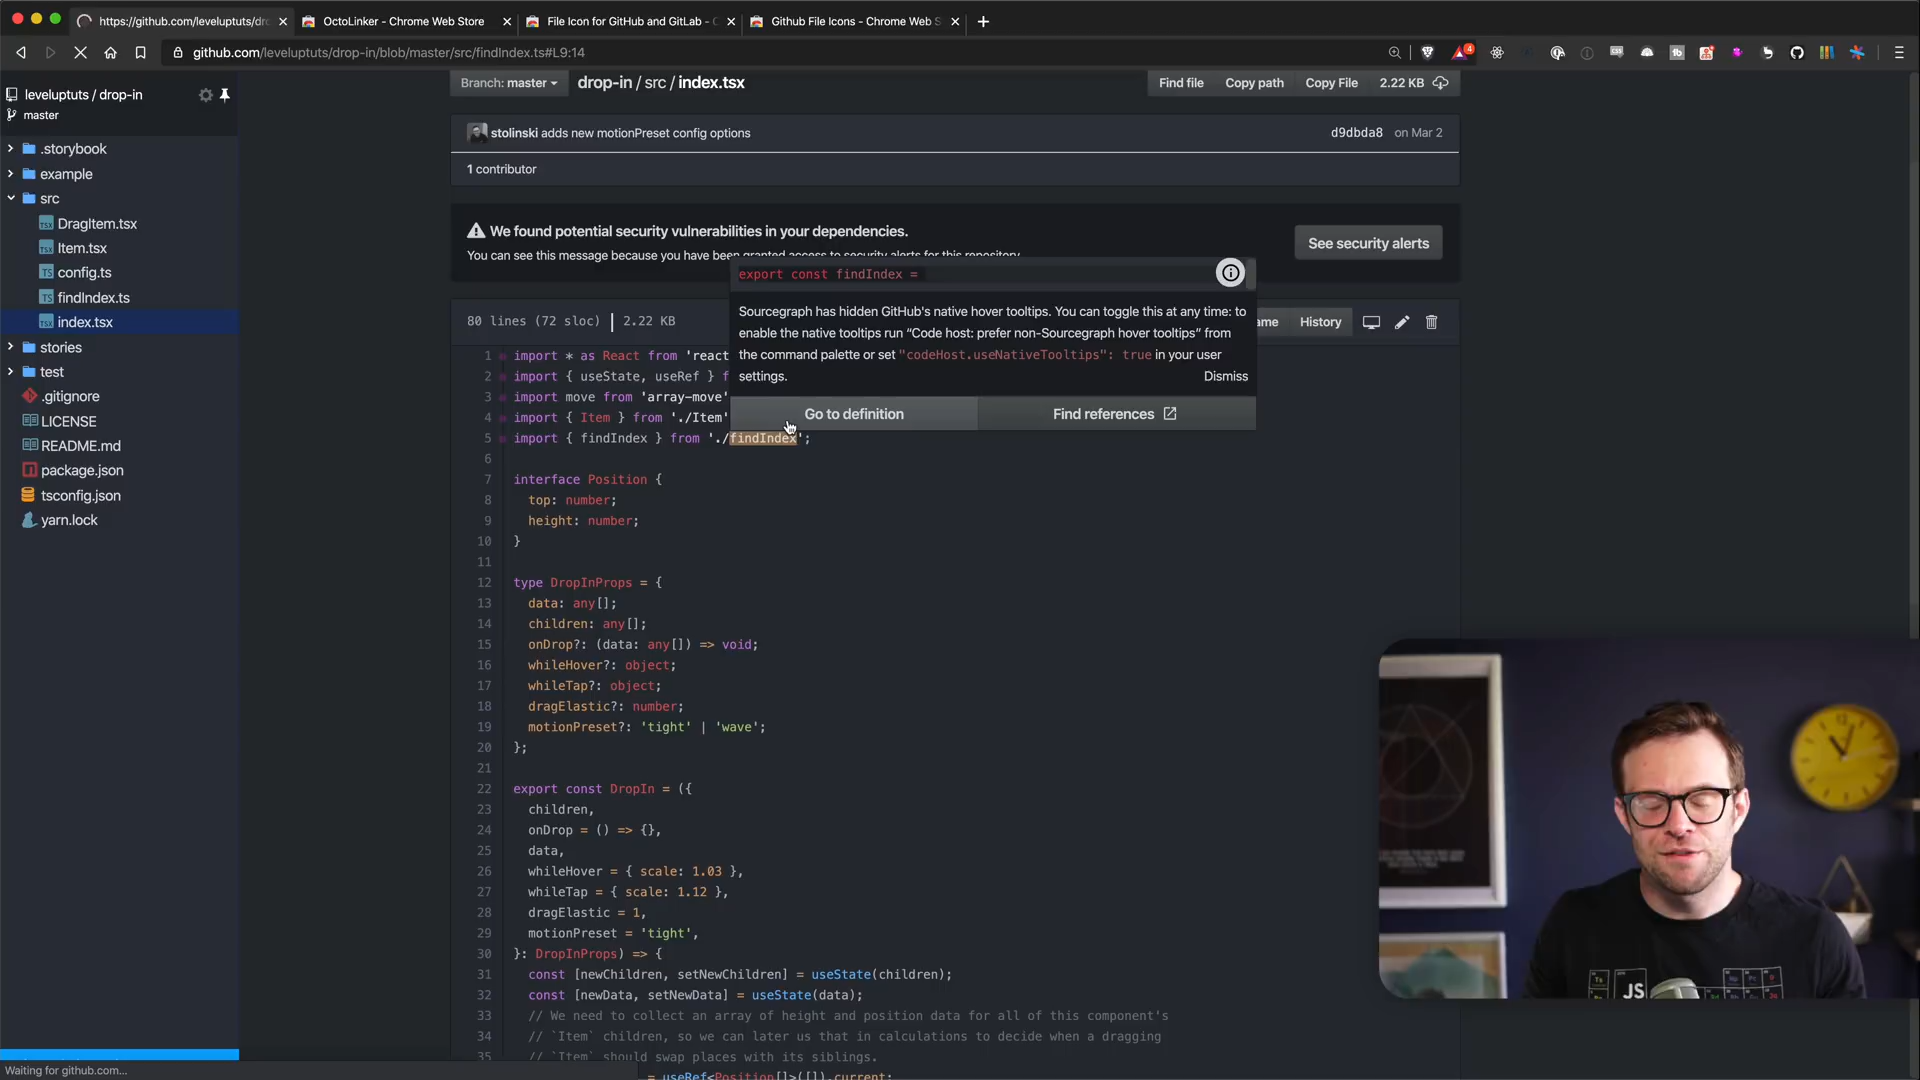 https://github.com/leveluptuts/dr
OctoLinker - Chrome Web Store
File Icon for GitHub and GitLab -
Github File Icons - Chrome Web S
github.com/leveluptuts/drop-in/blob/master/src/findIndex.ts#L9:14
4
leveluptuts / drop-in
master
.storybook
example
src
DragItem.tsx
Item.tsx
config.ts
findIndex.ts
index.tsx
stories
test
.gitignore
LICENSE
README.md
package.json
tsconfig.json
yarn.lock
Branch: master
drop-in / src / index.tsx
Find file
Copy path
Copy File
2.22 KB
stolinski adds new motionPreset config options
d9dbda8 on Mar 2
1 contributor
We found potential security vulnerabilities in your dependencies.
You can see this message because you have been granted access to security alerts for this repository.
See security alerts
export const findIndex =
Sourcegraph has hidden GitHub's native hover tooltips. You can toggle this at any time: to
enable the native tooltips run “Code host: prefer non-Sourcegraph hover tooltips” from
the command palette or set "codeHost.useNativeTooltips": true in your user
settings.
Dismiss
Go to definition
Find references
80 lines (72 sloc) 2.22 KB
ame
History
1 import * as React from 'react
2 import { useState, useRef } f
3 import move from 'array-move'
4 import { Item } from './Item'
5 import { findIndex } from './findIndex';
6
7 interface Position {
8 top: number;
9 height: number;
10 }
11
12 type DropInProps = {
13 data: any[];
14 children: any[];
15 onDrop?: (data: any[]) => void;
16 whileHover?: object;
17 whileTap?: object;
18 dragElastic?: number;
19 motionPreset?: 'tight' | 'wave';
20 };
21
22 export const DropIn = ({
23 children,
24 onDrop = () => {},
25 data,
26 whileHover = { scale: 1.03 },
27 whileTap = { scale: 1.12 },
28 dragElastic = 1,
29 motionPreset = 'tight',
30 }: DropInProps) => {
31 const [newChildren, setNewChildren] = useState(children);
32 const [newData, setNewData] = useState(data);
33 // We need to collect an array of height and position data for all of this component's
34 // `Item` children, so we can later us that in calculations to decide when a dragging
35 // `Item` should swap places with its siblings.
= useRef<Position[]>([]).current;
Waiting for github.com...
JS